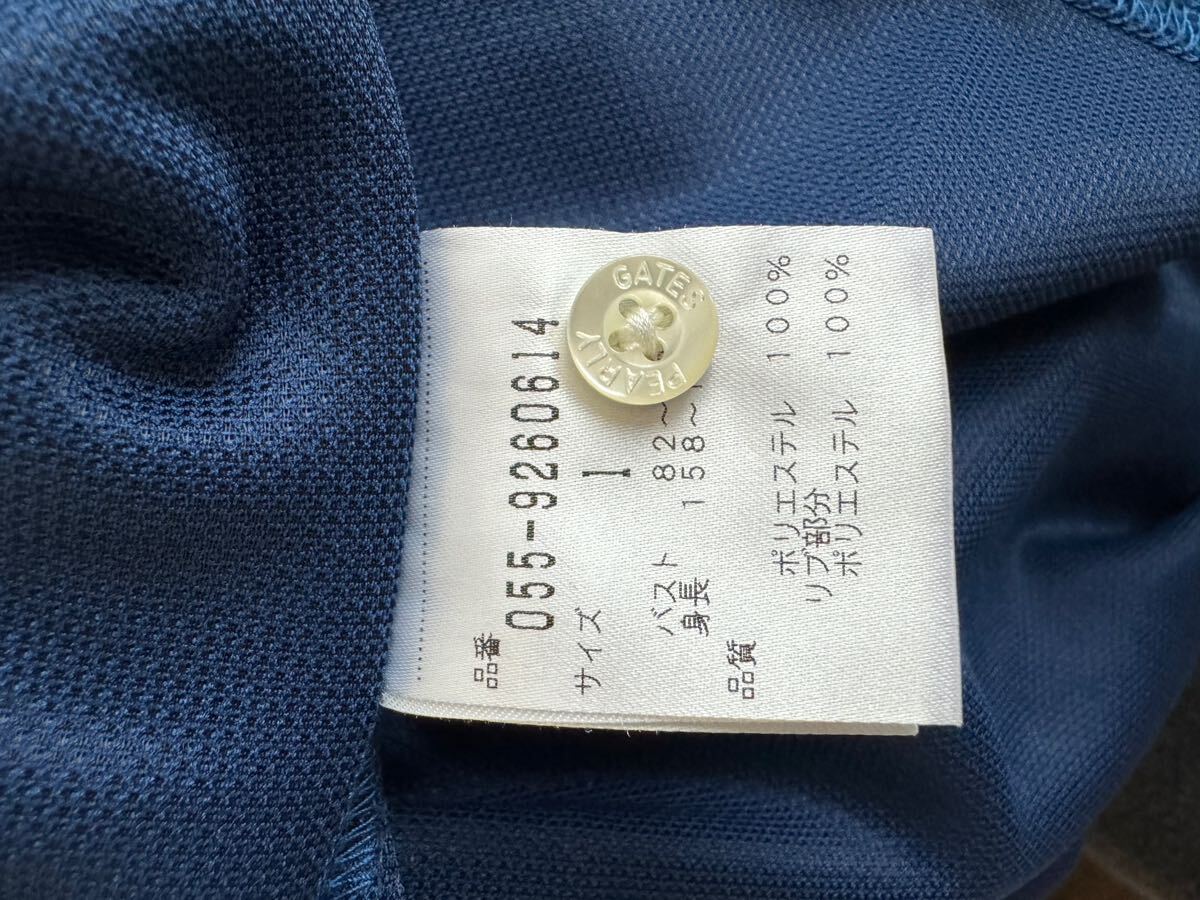 品番
055-9260614
サイズ 1
バスト 82〜
身長 158〜
品質
ポリエステル 100%
リブ部分
ポリエステル 100%
PEARLY GATES